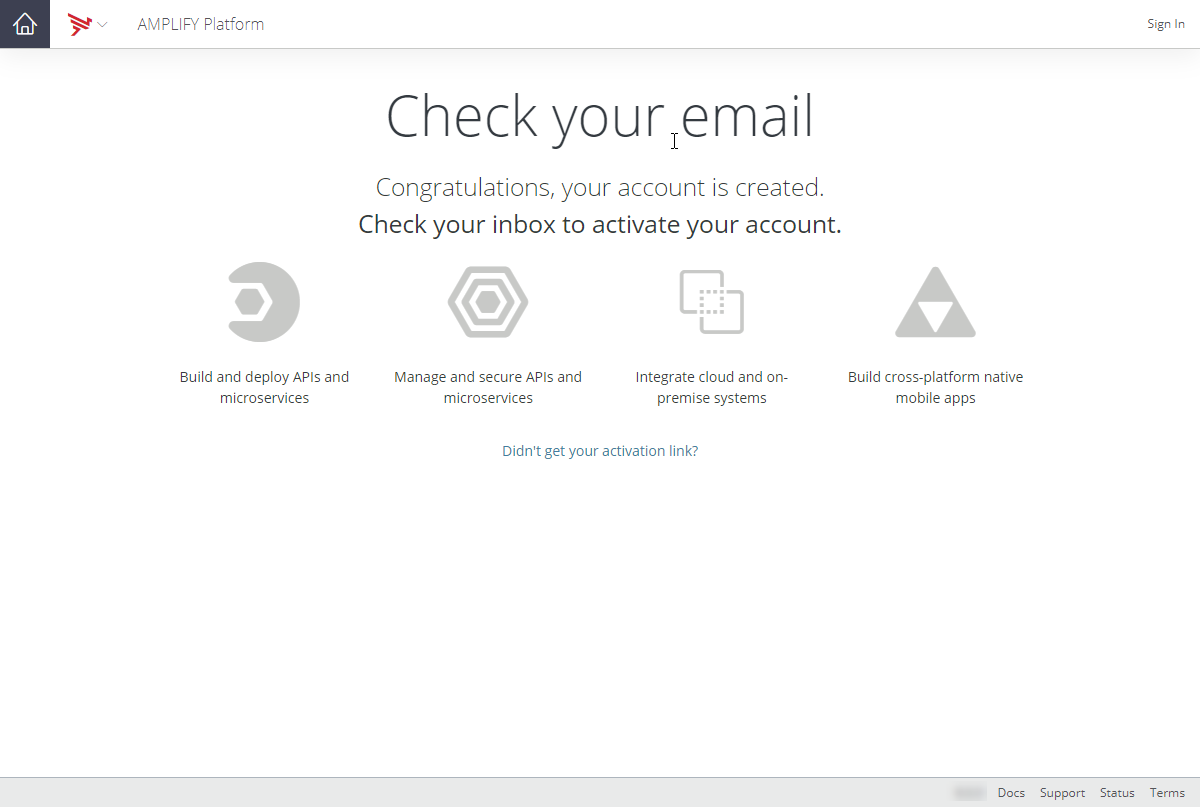 AMPLIFY Platform
Sign In
Check your email
Congratulations, your account is created.
Check your inbox to activate your account.
Build and deploy APIs and
microservices
Manage and secure APIs and
microservices
Integrate cloud and on-
premise systems
Build cross-platform native
mobile apps
Didn't get your activation link?
Docs Support Status Terms